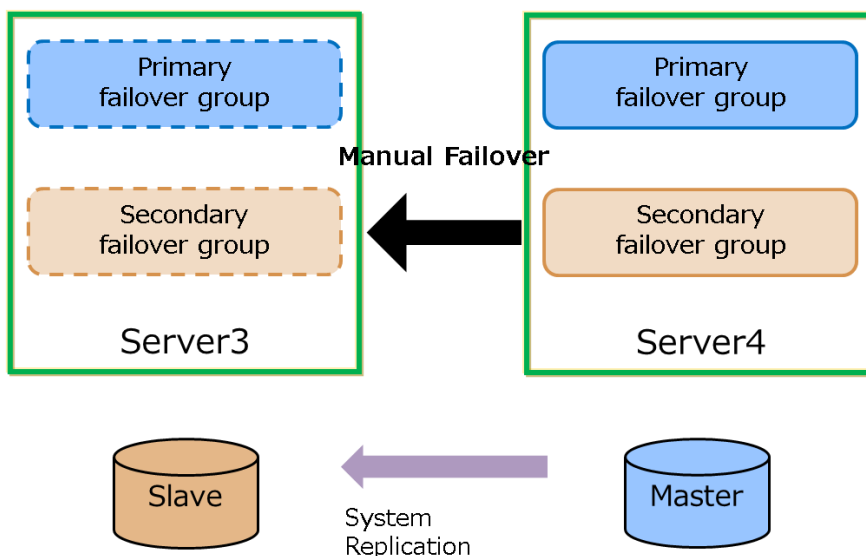 Primary
failover group
Primary
failover group
Manual Failover
Secondary
failover group
Secondary
failover group
Server3
Server4
Slave
Master
System
Replication